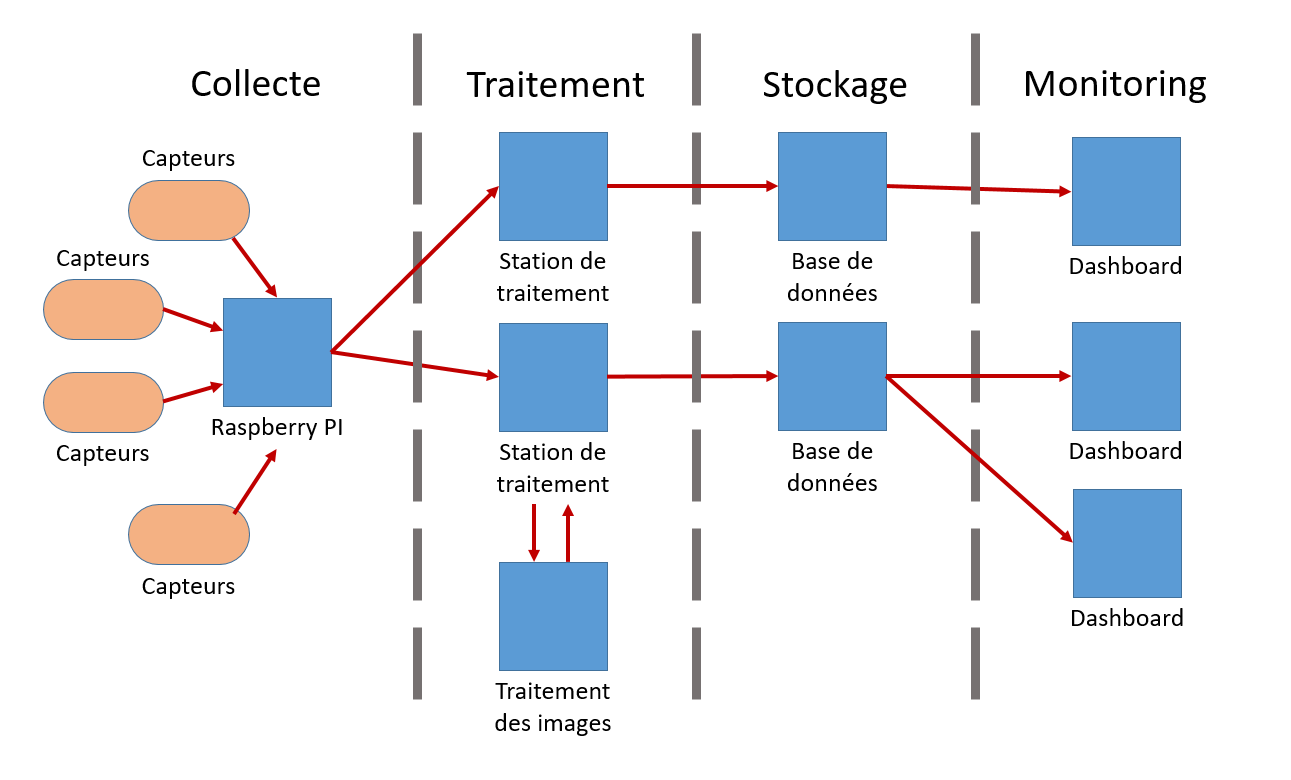 Collecte
Traitement
Stockage
Monitoring
Capteurs
Capteurs
Capteurs
Capteurs
Raspberry PI
Station de
traitement
Station de
traitement
Traitement
des images
Base de
données
Base de
données
Dashboard
Dashboard
Dashboard